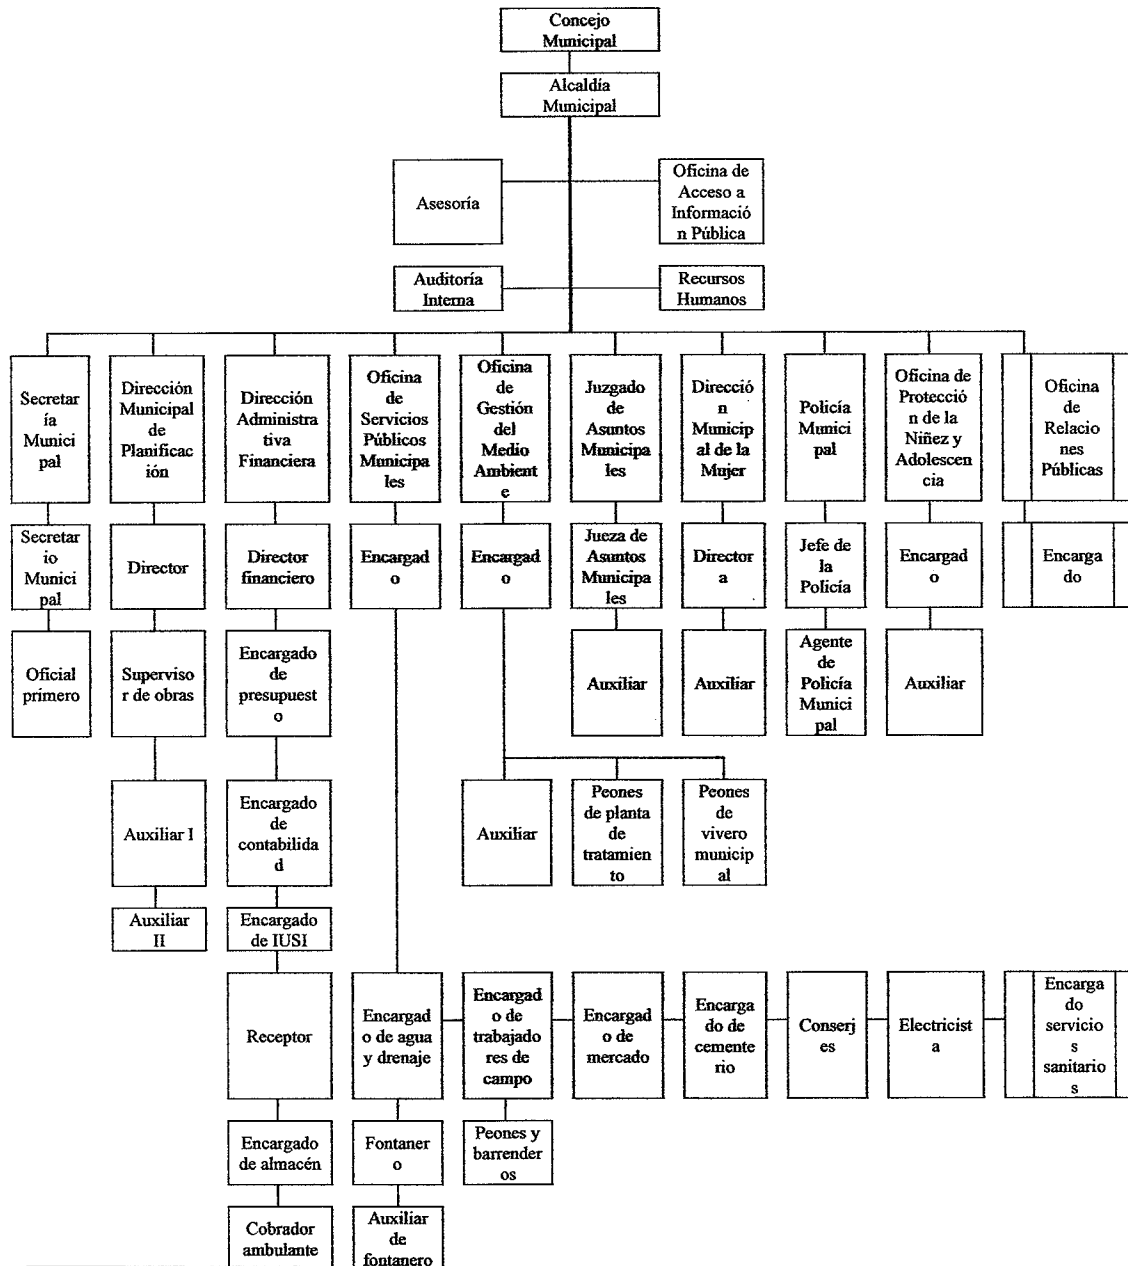 Concejo
Municipal
Alcaldía
Municipal
Asesoría
Oficina de
Acceso a
Informació
n Pública
Auditoría
Interna
Recursos
Humanos
Secretar
ía
Munici
pal
Dirección
Municipal
de
Planificac
ión
Dirección
Administra
tiva
Financiera
Oficina
de
Servicios
Públicos
Municipa
les
Oficina
de
Gestión
del
Medio
Ambient
e
Juzgado
de
Asuntos
Municipa
les
Direcció
n
Municip
al de la
Mujer
Policía
Munici
pal
Oficina de
Protecció
n de la
Niñez y
Adolescen
cia
Oficina
de
Relacio
nes
Públicas
Secretar
io
Munici
pal
Director
Director
financiero
Encargad
o
Encargad
o
Jueza de
Asuntos
Municipa
les
Director
a
Jefe de
la
Policía
Encargad
o
Encarga
do
Oficial
primero
Superviso
r de obras
Encargado
de
presupuest
o
Auxiliar
Auxiliar
Agente
de
Policía
Munici
pal
Auxiliar
Auxiliar I
Encargado
de
contabilida
d
Auxiliar
Peones
de planta
de
tratamien
to
Peones
de
vivero
municip
al
Auxiliar
II
Encargado
de IUSI
Receptor
Encargad
o de agua
y drenaje
Encargad
o de
trabajado
res de
campo
Encargad
o de
mercado
Encarga
do de
cemente
rio
Conserj
es
Electricist
a
Encarga
do
servicio
s
sanitario
s
Encargado
de almacén
Fontaner
o
Peones y
barrender
os
Cobrador
ambulante
Auxiliar
de
fontanero